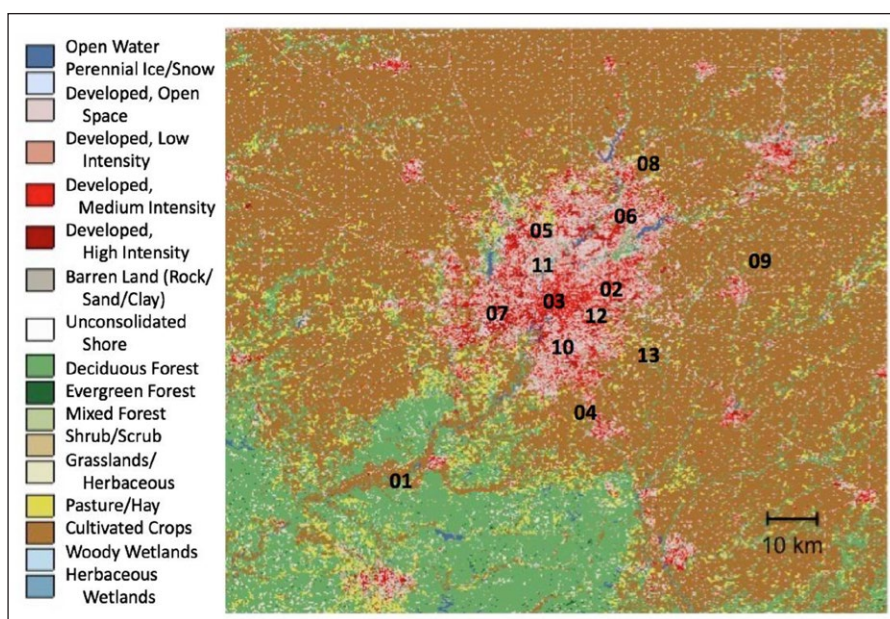 Open Water
Perennial Ice/Snow
Developed, Open
Space
Developed, Low
Intensity
Developed,
Medium Intensity
Developed,
High Intensity
Barren Land (Rock/
Sand/Clay)
Unconsolidated
Shore
Deciduous Forest
Evergreen Forest
Mixed Forest
Shrub/Scrub
Grasslands/
Herbaceous
Pasture/Hay
Cultivated Crops
Woody Wetlands
Herbaceous
Wetlands
08
06
05
11
09
02
03
07
12
10
13
04
01
10 km